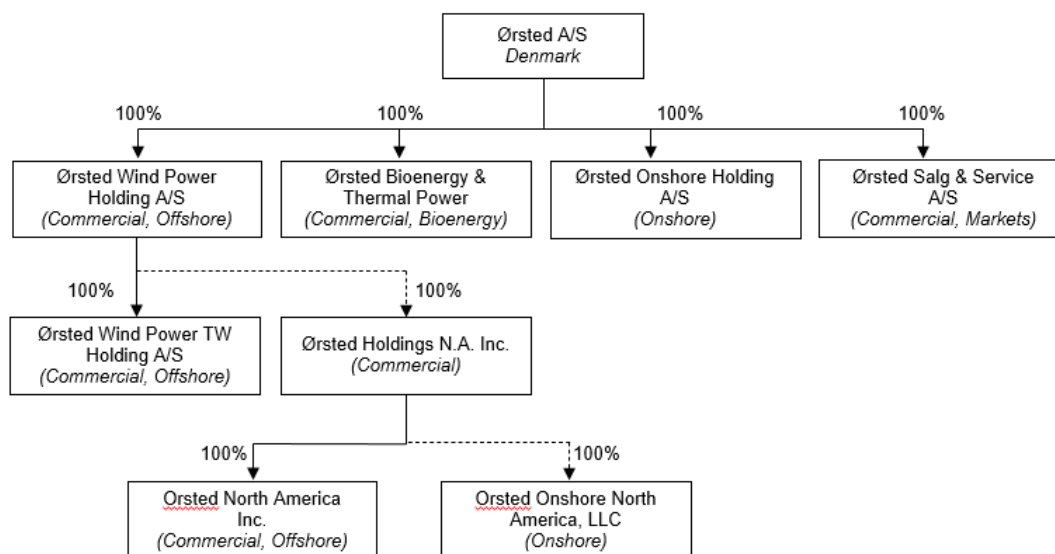 Ørsted A/S
Denmark
100%
100%
100%
100%
Ørsted Wind Power
Holding A/S
(Commercial, Offshore)
Ørsted Bioenergy &
Thermal Power
(Commercial, Bioenergy)
Ørsted Onshore Holding
A/S
(Onshore)
Ørsted Salg & Service
A/S
(Commercial, Markets)
100%
100%
Ørsted Wind Power TW
Holding A/S
(Commercial, Offshore)
Ørsted Holdings N.A. Inc.
(Commercial)
100%
100%
Orsted North America
Inc.
(Commercial, Offshore)
Orsted Onshore North
America, LLC
(Onshore)